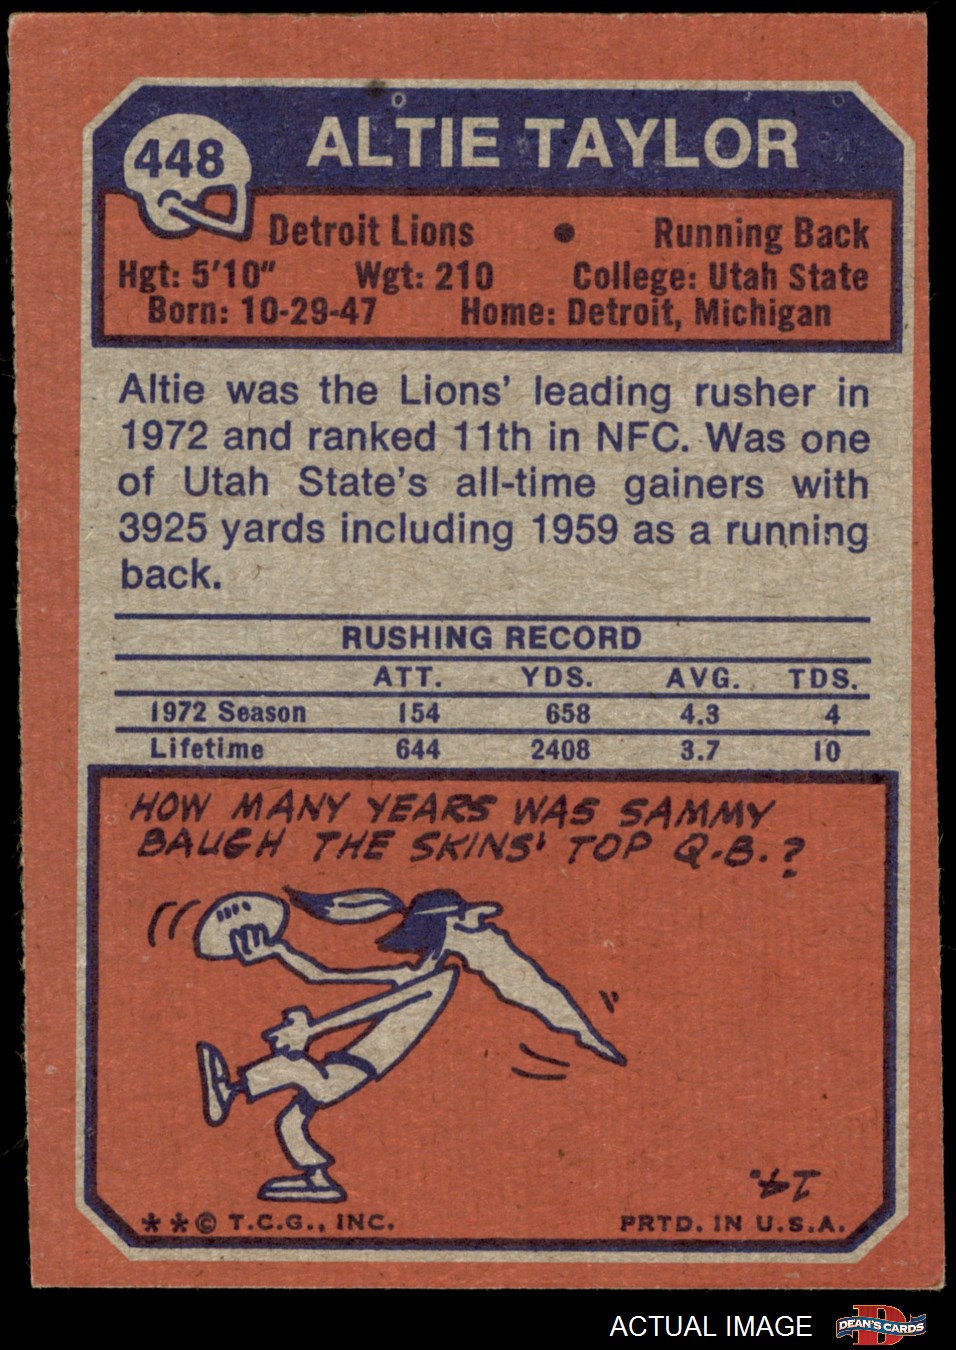 448
ALTIE TAYLOR
Detroit Lions • Running Back
Hgt: 5'10" Wgt: 210 College: Utah State
Born: 10-29-47 Home: Detroit, Michigan
Altie was the Lions' leading rusher in
1972 and ranked 11th in NFC. Was one
of Utah State's all-time gainers with
3925 yards including 1959 as a running
back.
RUSHING RECORD
ATT. YDS. AVG. TDS.
1972 Season 154 658 4.3 4
Lifetime 644 2408 3.7 10
HOW MANY YEARS WAS SAMMY
BAUGH THE SKINS' TOP Q.B.?
14.
**© T.C.G., INC. PRTD. IN U.S.A.
ACTUAL IMAGE
DEAN'S CARDS